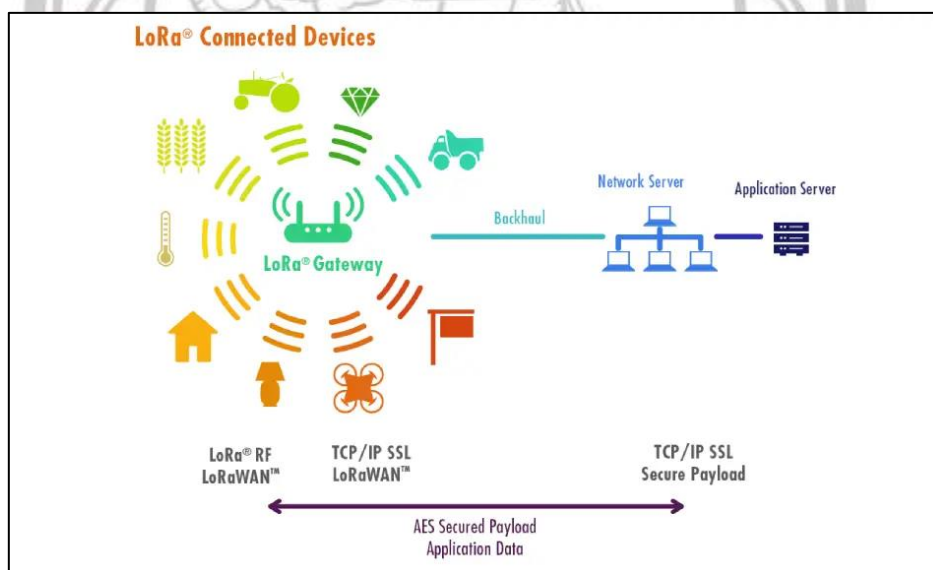 LoRa® Connected Devices
Network Server
Application Server
Backhaul
LoRa® Gateway
LoRa® RF
LoRaWAN™
TCP/IP SSL
LoRaWAN™
TCP/IP SSL
Secure Payload
AES Secured Payload
Application Data